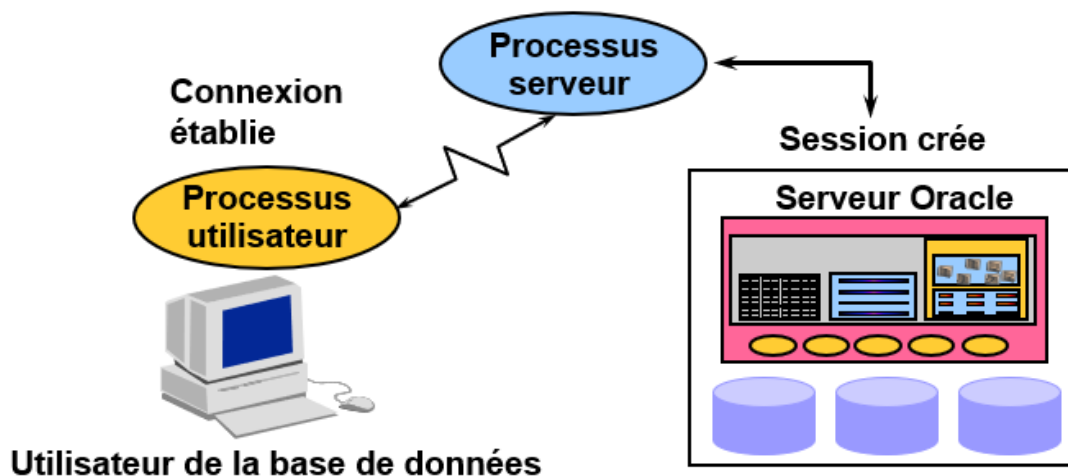 Processus
serveur
Connexion
établie
Session crée
Processus
utilisateur
Serveur Oracle
Utilisateur de la base de données